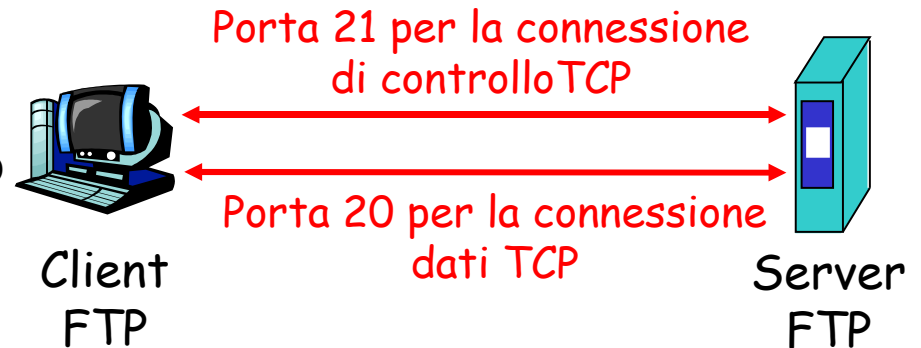 Porta 21 per la connessione
di controlloTCP
Porta 20 per la connessione
dati TCP
Client
FTP
Server
FTP